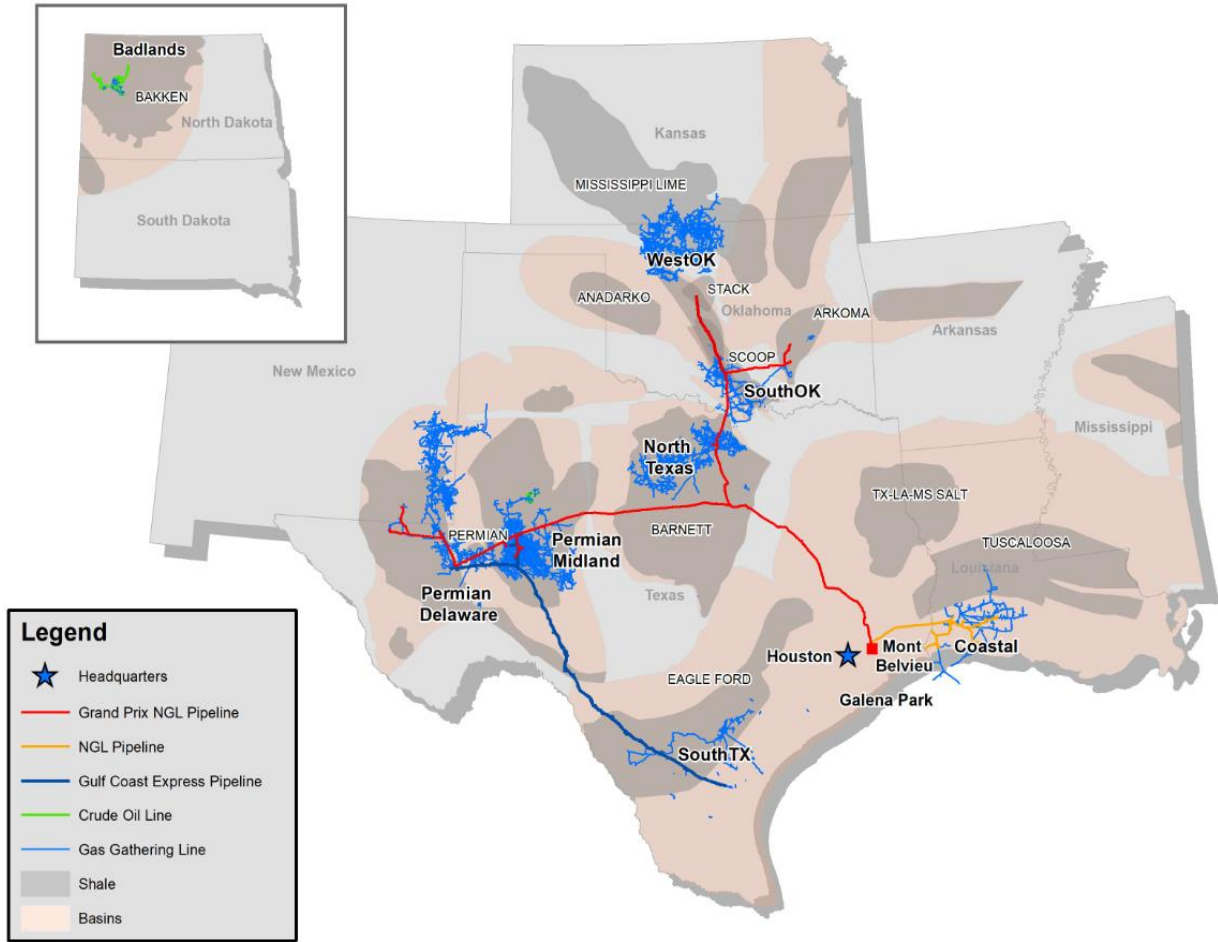 Badlands
BAKKEN
North Dakota
South Dakota
Kansas
MISSISSIPPI LIME
WestOK
STACK
ANADARKO
Oklahoma
ARKOMA
Arkansas
SCOOP
New Mexico
SouthOK
Mississippi
North
Texas
TX-LA-MS SALT
BARNETT
PERMIAN
Permian
Midland
TUSCALOOSA
Louisiana
Permian
Delaware
Texas
Houston
Mont
Belvieu
Coastal
EAGLE FORD
Galena Park
SouthTX
Legend
Headquarters
Grand Prix NGL Pipeline
NGL Pipeline
Gulf Coast Express Pipeline
Crude Oil Line
Gas Gathering Line
Shale
Basins